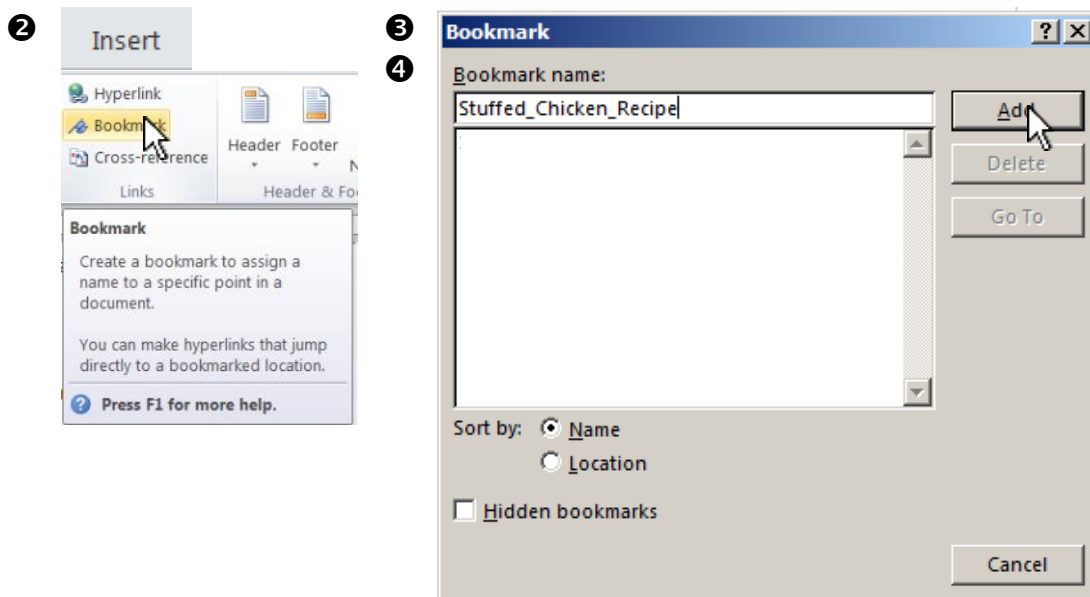 ❷
Insert
Hyperlink
Bookmark
Cross-reference
Links
Header
Footer
Header & Fo
Bookmark
Create a bookmark to assign a
name to a specific point in a
document.
You can make hyperlinks that jump
directly to a bookmarked location.
Press F1 for more help.
❸
❹
Bookmark
Bookmark name:
Stuffed_Chicken_Recipe
Add
Delete
Go To
Sort by:
Name
Location
Hidden bookmarks
Cancel